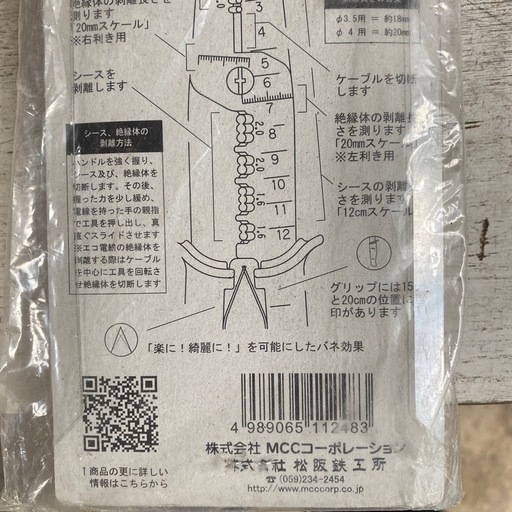 測ります
「20mmスケール」
※右利き用
シースを
剥離します
シース、絶縁体の
剥離方法
ハンドルを強く握り、
シース及び、絶縁体を
切断します。その後、
握った力を少し緩め、
電線を持った手の親指
で工具を押し出し、真
直ぐスライドさせます
※エコ電線の絶縁体を
剥離する際はケーブル
を中心に工具を回転さ
せ絶縁体を切断します
3
4
5
6
6
7
8
9
10
11
12
2.0
2.0
1.6
1.6
φ3.5用 = 約18mm
φ 4用 = 約20mm
ケーブルを切断
します
絶縁体の剥離長
さを測ります
「20mmスケール」
※左利き用
シースの剥離長
さを測ります
「12cmスケール」
グリップには15
と20cmの位置に
印があります
「楽に!綺麗に!」を可能にしたバネ効果
↑商品の更に詳しい
情報はこちらから
4 989065 112483
株式会社 MCCコーポレーション
株式会社 松阪鉄工所
☎(059)234-2454
http://www.mcccorp.co.jp